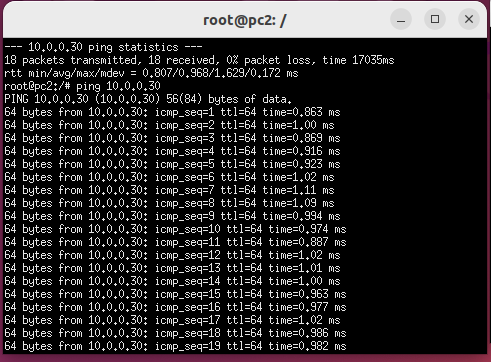 root@pc2: /
--- 10.0.0.30 ping statistics ---
18 packets transmitted, 18 received, 0% packet loss, time 17035ms
rtt min/avg/max/mdev = 0.807/0.968/1.629/0.172 ms
root@pc2:/# ping 10.0.0.30
PING 10.0.0.30 (10.0.0.30) 56(84) bytes of data.
64 bytes from 10.0.0.30: icmp_seq=1 ttl=64 time=0.863 ms
64 bytes from 10.0.0.30: icmp_seq=2 ttl=64 time=1.00 ms
64 bytes from 10.0.0.30: icmp_seq=3 ttl=64 time=0.869 ms
64 bytes from 10.0.0.30: icmp_seq=4 ttl=64 time=0.916 ms
64 bytes from 10.0.0.30: icmp_seq=5 ttl=64 time=0.923 ms
64 bytes from 10.0.0.30: icmp_seq=6 ttl=64 time=1.02 ms
64 bytes from 10.0.0.30: icmp_seq=7 ttl=64 time=1.11 ms
64 bytes from 10.0.0.30: icmp_seq=8 ttl=64 time=1.09 ms
64 bytes from 10.0.0.30: icmp_seq=9 ttl=64 time=0.994 ms
64 bytes from 10.0.0.30: icmp_seq=10 ttl=64 time=0.974 ms
64 bytes from 10.0.0.30: icmp_seq=11 ttl=64 time=0.887 ms
64 bytes from 10.0.0.30: icmp_seq=12 ttl=64 time=1.02 ms
64 bytes from 10.0.0.30: icmp_seq=13 ttl=64 time=1.01 ms
64 bytes from 10.0.0.30: icmp_seq=14 ttl=64 time=1.00 ms
64 bytes from 10.0.0.30: icmp_seq=15 ttl=64 time=0.963 ms
64 bytes from 10.0.0.30: icmp_seq=16 ttl=64 time=0.977 ms
64 bytes from 10.0.0.30: icmp_seq=17 ttl=64 time=1.02 ms
64 bytes from 10.0.0.30: icmp_seq=18 ttl=64 time=0.986 ms
64 bytes from 10.0.0.30: icmp_seq=19 ttl=64 time=0.982 ms